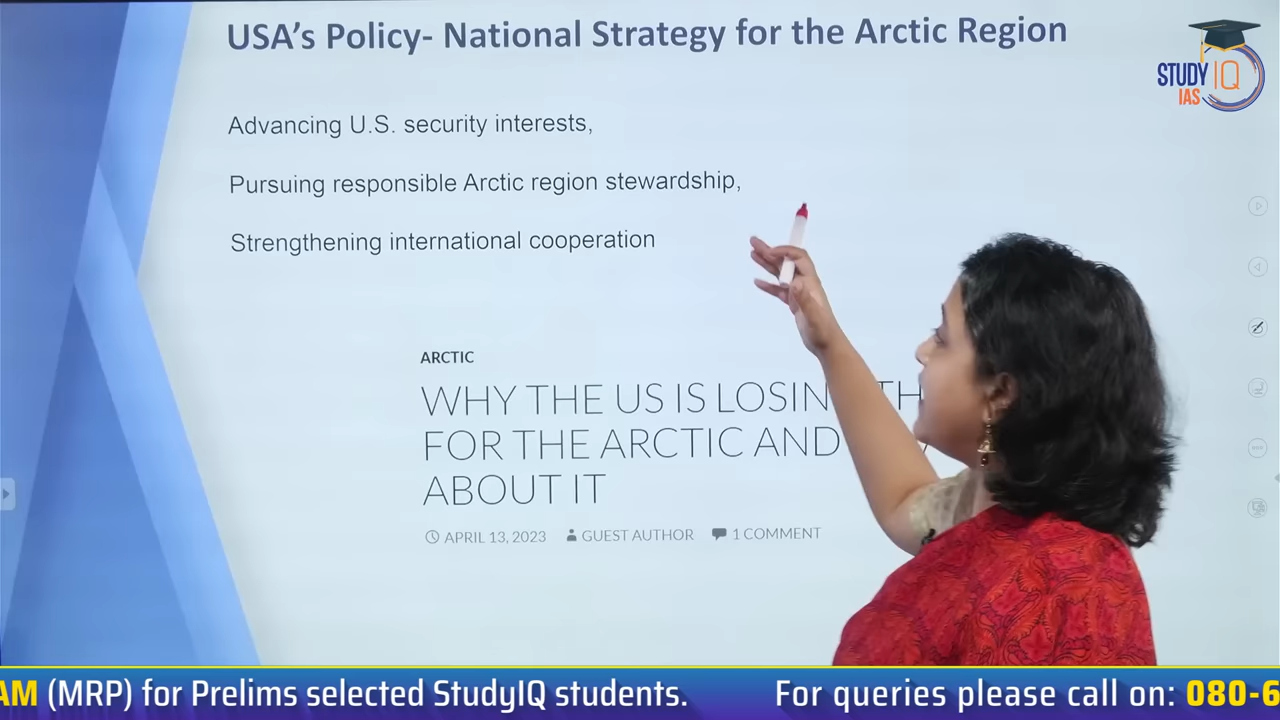 USA's Policy- National Strategy for the Arctic Region
STUDY IQ
IAS
Advancing U.S. security interests,
Pursuing responsible Arctic region stewardship,
Strengthening international cooperation
ARCTIC
WHY THE US IS LOSIN TH
FOR THE ARCTIC AND
ABOUT IT
APRIL 13, 2023 GUEST AUTHOR 1 COMMENT
AM (MRP) for Prelims selected StudyIQ students. For queries please call on: 080-6